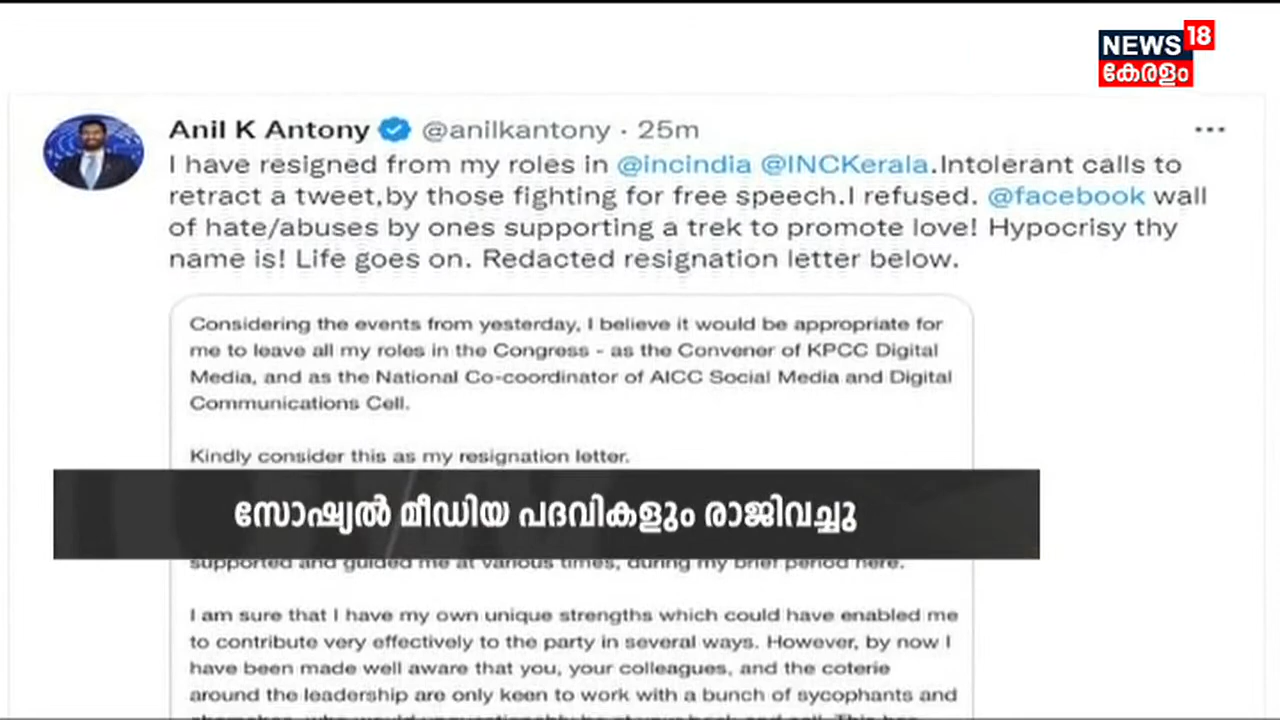 NEWS 18
കേരളം
Anil K Antony @anilkantony · 25m
I have resigned from my roles in @incindia @INCKerala.Intolerant calls to
retract a tweet,by those fighting for free speech.I refused. @facebook wall
of hate/abuses by ones supporting a trek to promote love! Hypocrisy thy
name is! Life goes on. Redacted resignation letter below.
Considering the events from yesterday, I believe it would be appropriate for
me to leave all my roles in the Congress - as the Convener of KPCC Digital
Media, and as the National Co-coordinator of AICC Social Media and Digital
Communications Cell.
Kindly consider this as my resignation letter.
സോഷ്യൽ മീഡിയ പദവികളും രാജിവച്ചു
supported and guided me at various times, during my brief period here.
I am sure that I have my own unique strengths which could have enabled me
to contribute very effectively to the party in several ways. However, by now I
have been made well aware that you, your colleagues, and the coterie
around the leadership are only keen to work with a bunch of sycophants and